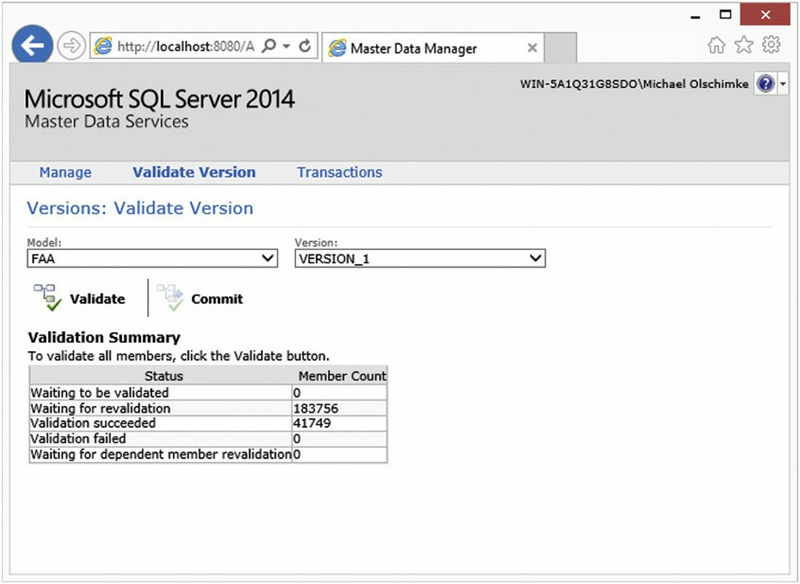 http://localhost:8080/A
Master Data Manager
WIN-5A1Q31G8SDO\Michael Olschimke
Microsoft SQL Server 2014
Master Data Services
Manage Validate Version Transactions
Versions: Validate Version
Model: Version:
FAA VERSION_1
Validate Commit
Validation Summary
To validate all members, click the Validate button.
Status Member Count
Waiting to be validated 0
Waiting for revalidation 183756
Validation succeeded 41749
Validation failed 0
Waiting for dependent member revalidation 0